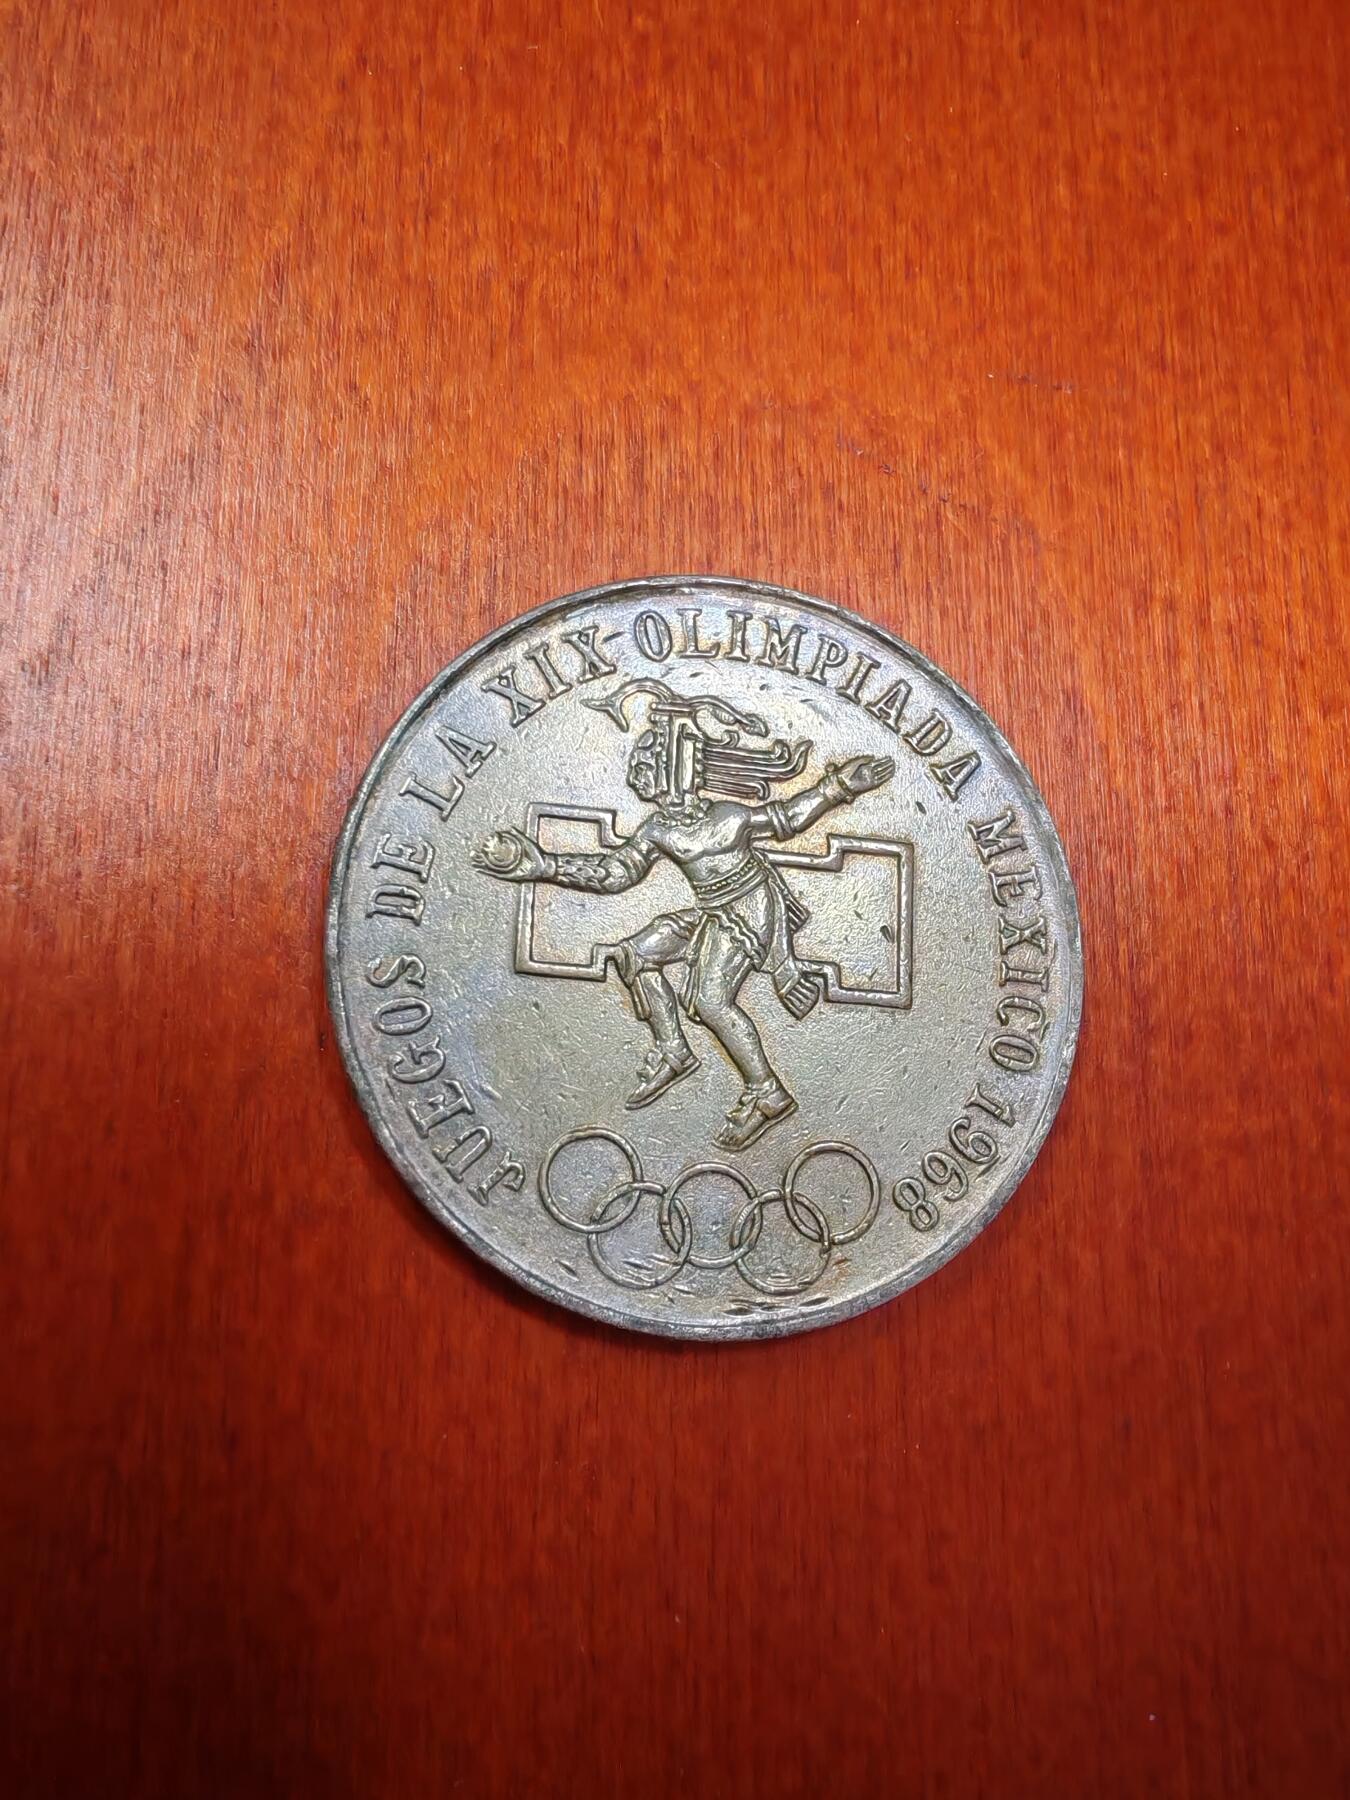 JUEGOS DE LA XIX OLIMPIADA MEXICO 1968